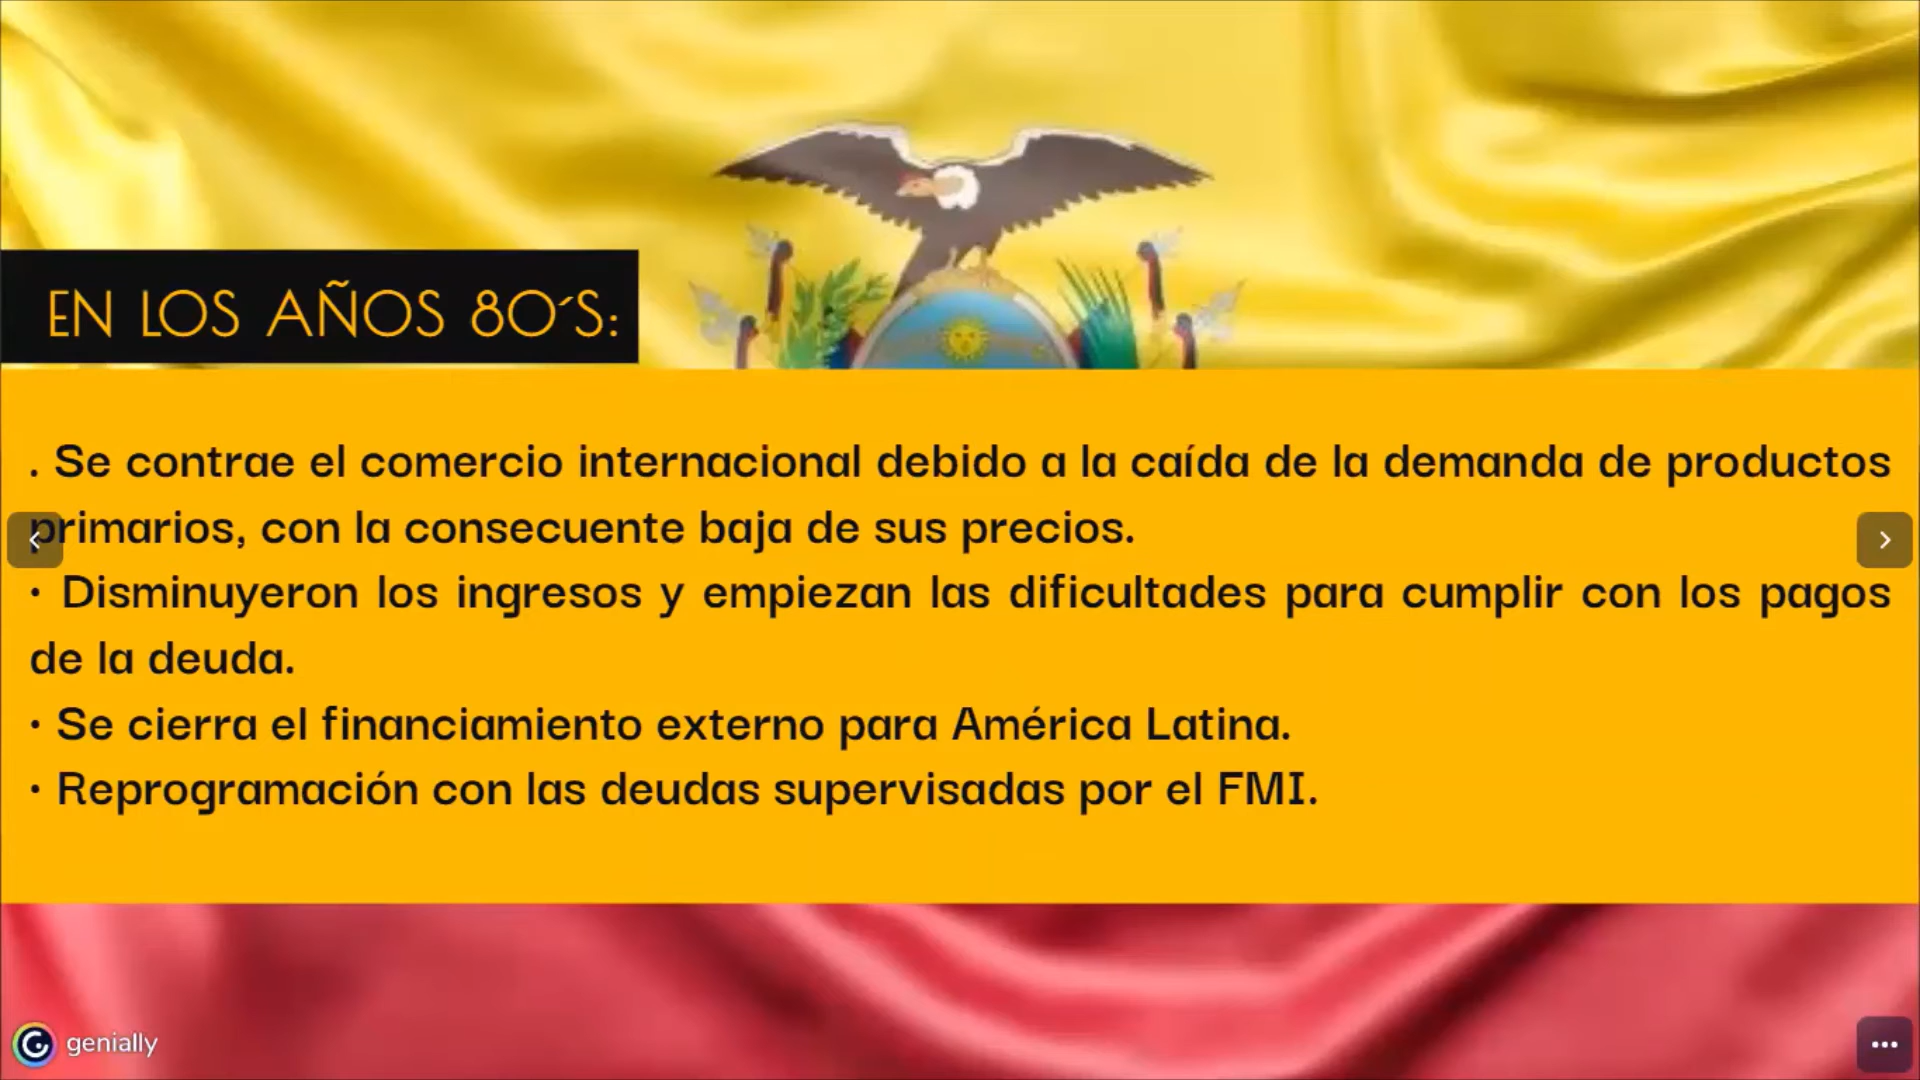 EN LOS AÑOS 80´S:
. Se contrae el comercio internacional debido a la caída de la demanda de productos
primarios, con la consecuente baja de sus precios.
• Disminuyeron los ingresos y empiezan las dificultades para cumplir con los pagos
de la deuda.
• Se cierra el financiamiento externo para América Latina.
• Reprogramación con las deudas supervisadas por el FMI.
genially